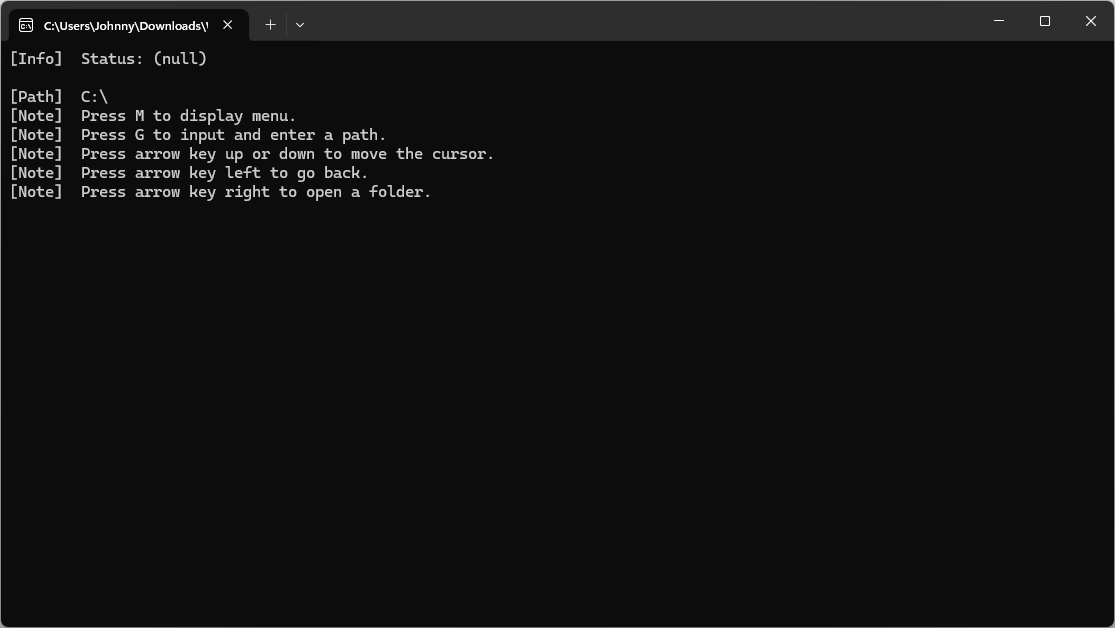 C:\Users\Johnny\Downloads\
[Info]  Status: (null)
[Path]  C:\
[Note]  Press M to display menu.
[Note]  Press G to input and enter a path.
[Note]  Press arrow key up or down to move the cursor.
[Note]  Press arrow key left to go back.
[Note]  Press arrow key right to open a folder.